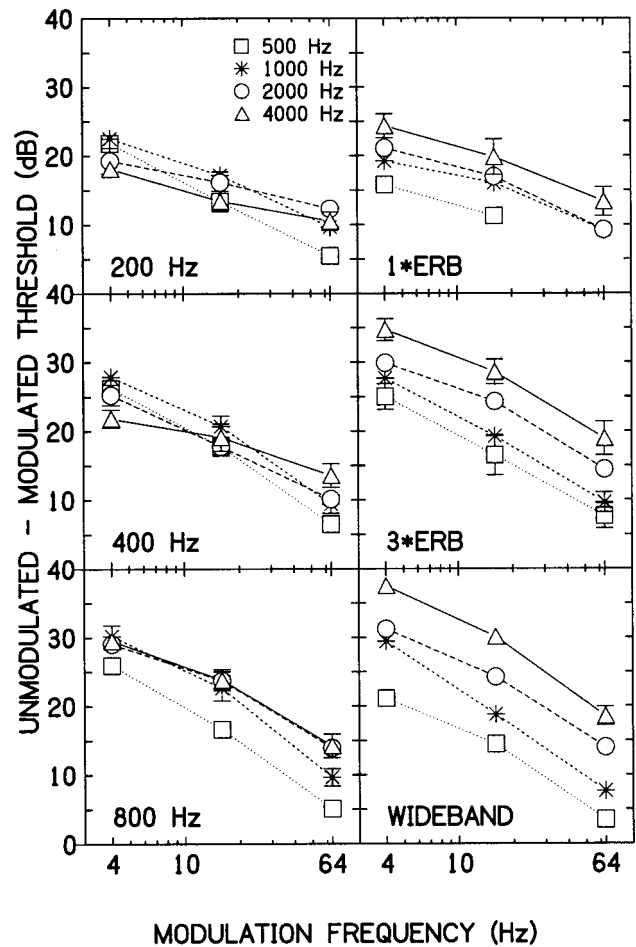 UNMODULATED - MODULATED THRESHOLD (dB)
40
30
20
10
40
30
20
10
40
30
20
10
0
500 Hz
1000 Hz
2000 Hz
4000 Hz
200 Hz
1*ERB
400 Hz
3*ERB
800 Hz
WIDEBAND
4 10 64
4 10 64
MODULATION FREQUENCY (Hz)